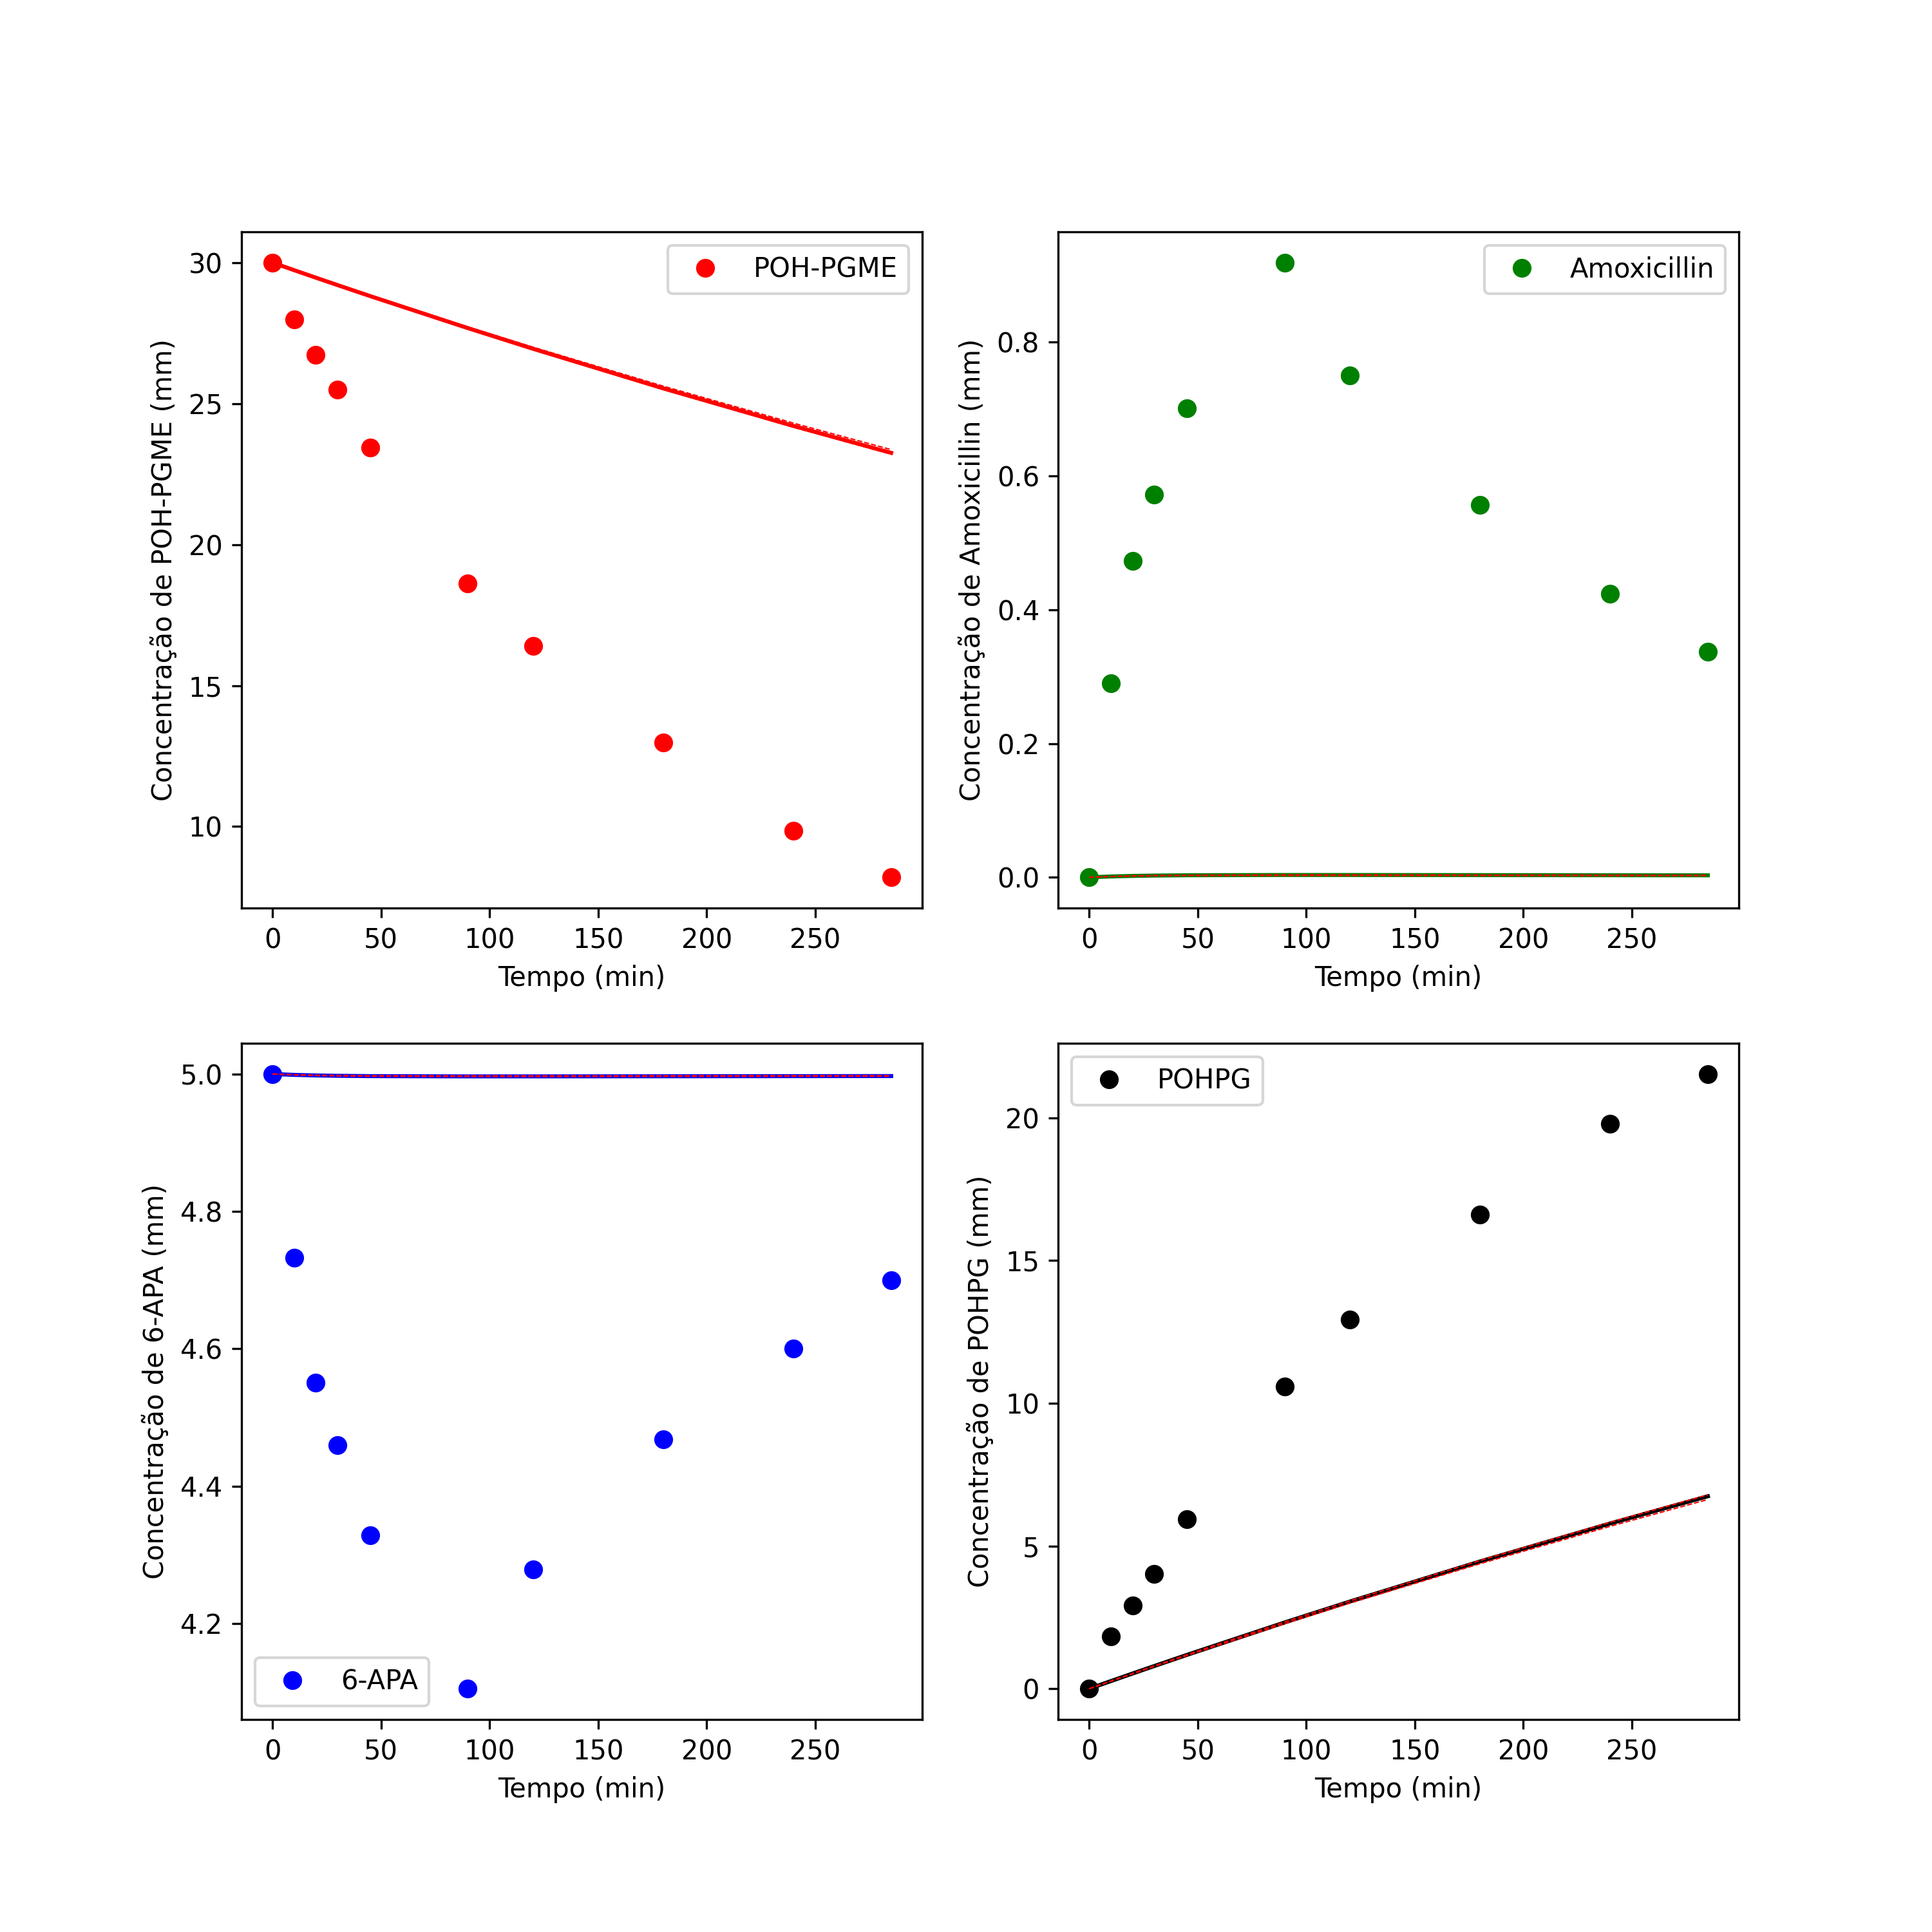 POH-PGME
30
25
20
15
10
Concentração de POH-PGME (mm)
0 50 100 150 200 250
Tempo (min)
Amoxicillin
0.8
0.6
0.4
0.2
0.0
Concentração de Amoxicillin (mm)
0 50 100 150 200 250
Tempo (min)
5.0
4.8
4.6
4.4
4.2
Concentração de 6-APA (mm)
6-APA
0 50 100 150 200 250
Tempo (min)
POHPG
20
15
10
5
0
Concentração de POHPG (mm)
0 50 100 150 200 250
Tempo (min)